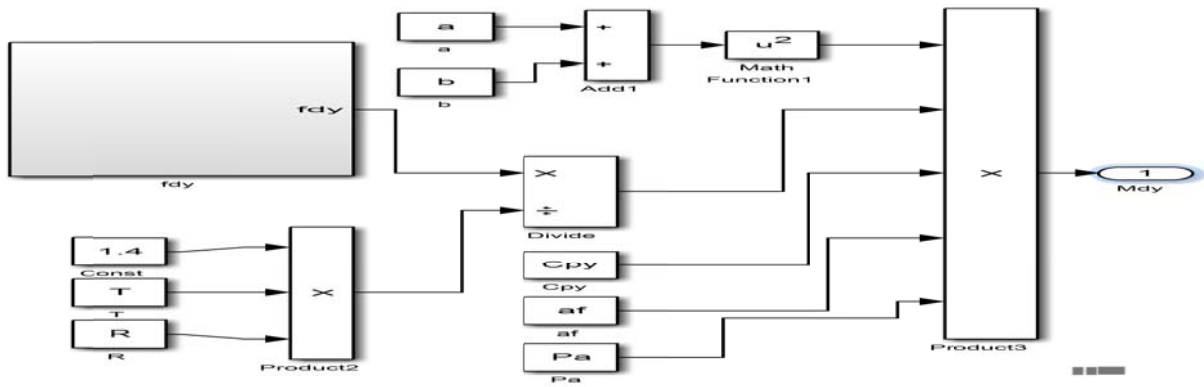 a
a
b
b
+
+
Add1
u²
Math
Function1
fdy
fdy
×
÷
Divide
1.4
Const
T
T
R
R
×
Product2
Cpy
Cpy
af
af
Pa
Pa
×
Product3
1
Mdy